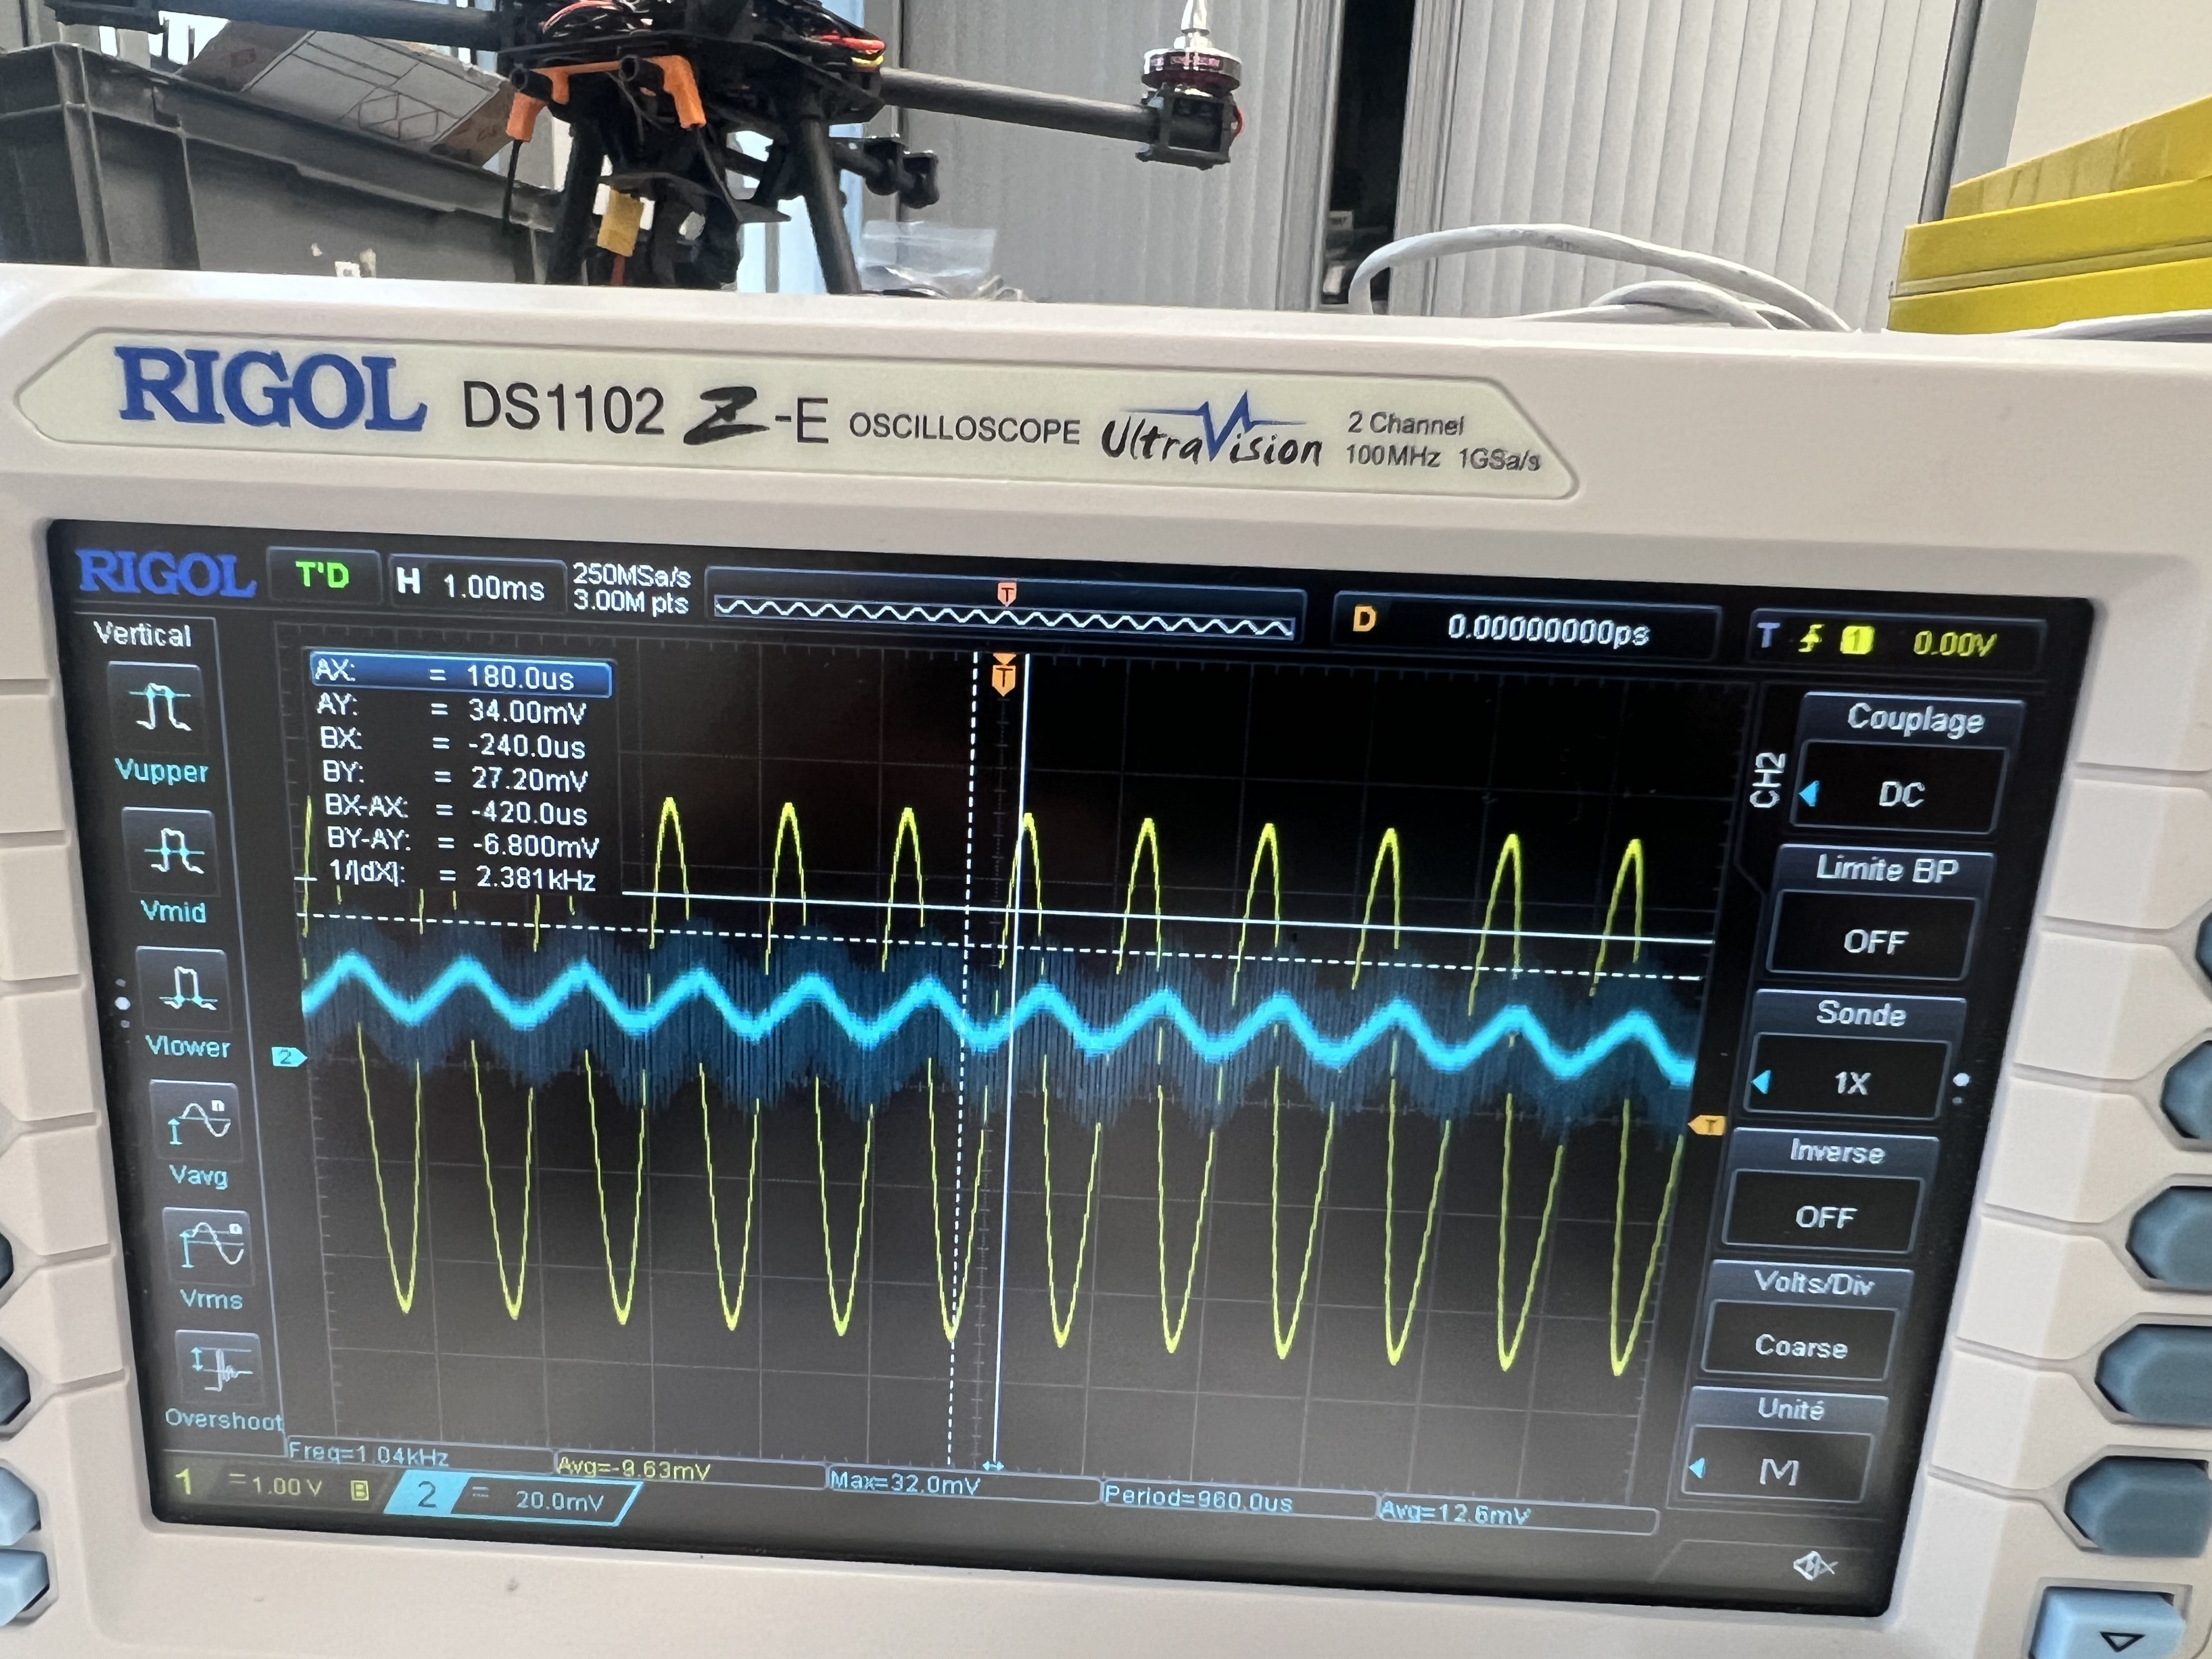 RIGOL DS1102 Z-E OSCILLOSCOPE UltraVision 2 Channel
100MHz 1GSa/s
RIGOL T'D H 1.00ms 250MSa/s
3.00M pts
T
D 0.00000000ps
T 1 0.00V
Vertical
Vupper
Vmid
Vlower
Vavg
Vrms
Overshoot
AX: = 180.0us
AY: = 34.00mV
BX: = -240.0us
BY: = 27.20mV
BX-AX: = -420.0us
BY-AY: = -6.800mV
1/|dX|: = 2.381kHz
T
2
T
CH2
Couplage
DC
Limite BP
OFF
Sonde
1X
Inverse
OFF
Volts/Div
Coarse
Unité
[V]
Freq=1.04kHz
Avg=-9.63mV
Max=32.0mV
Period=960.0us
Avg=12.6mV
1 = 1.00 V B
2 = 20.0mV